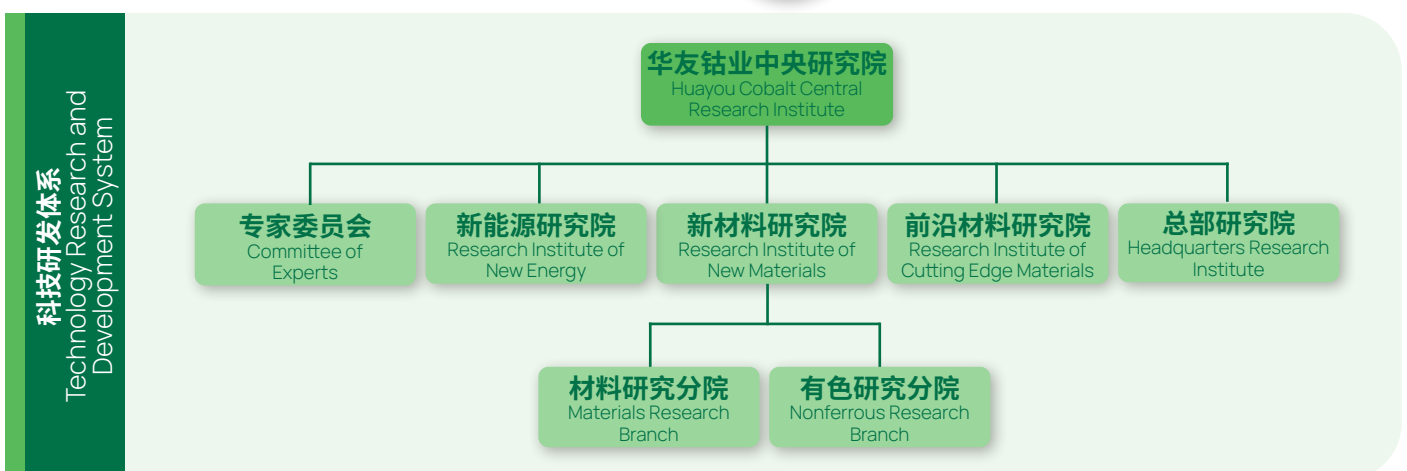 科技研发体系
Technology Research and
Development System
华友钴业中央研究院
Huayou Cobalt Central
Research Institute
专家委员会
Committee of
Experts
新能源研究院
Research Institute of
New Energy
新材料研究院
Research Institute of
New Materials
前沿材料研究院
Research Institute of
Cutting Edge Materials
总部研究院
Headquarters Research
Institute
材料研究分院
Materials Research
Branch
有色研究分院
Nonferrous Research
Branch